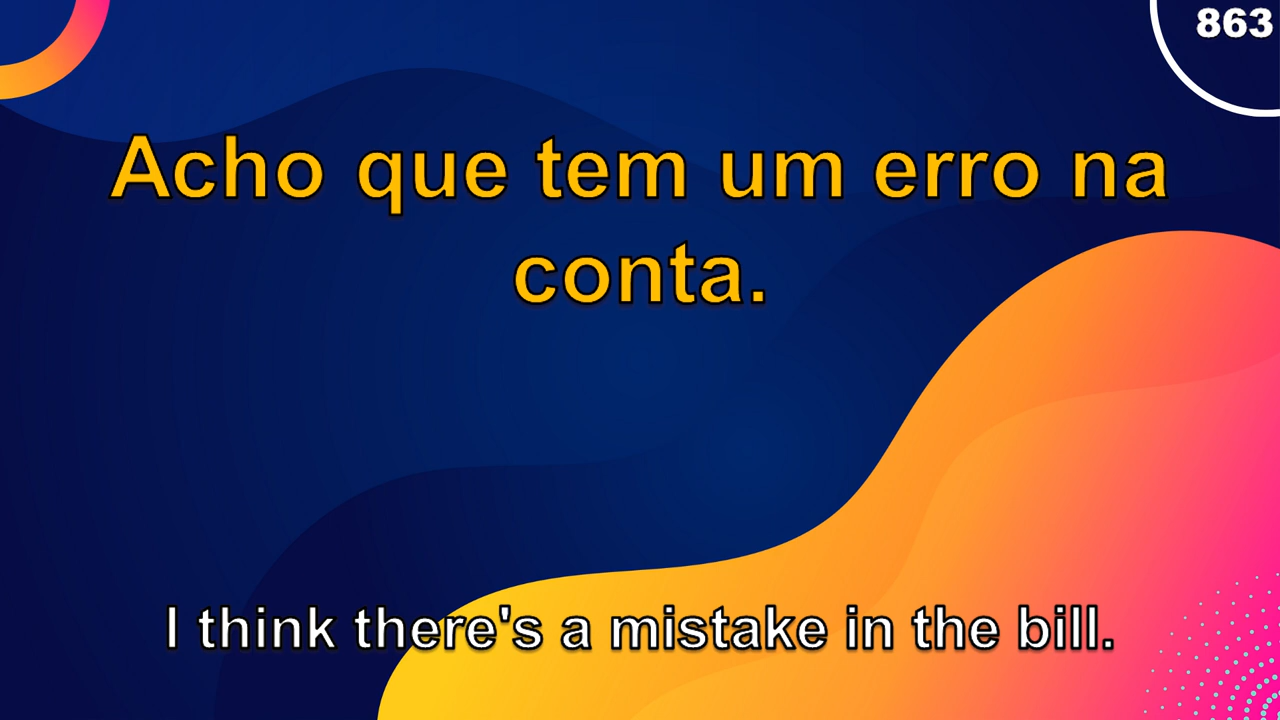 863
Acho que tem um erro na
conta.
I think there's a mistake in the bill.